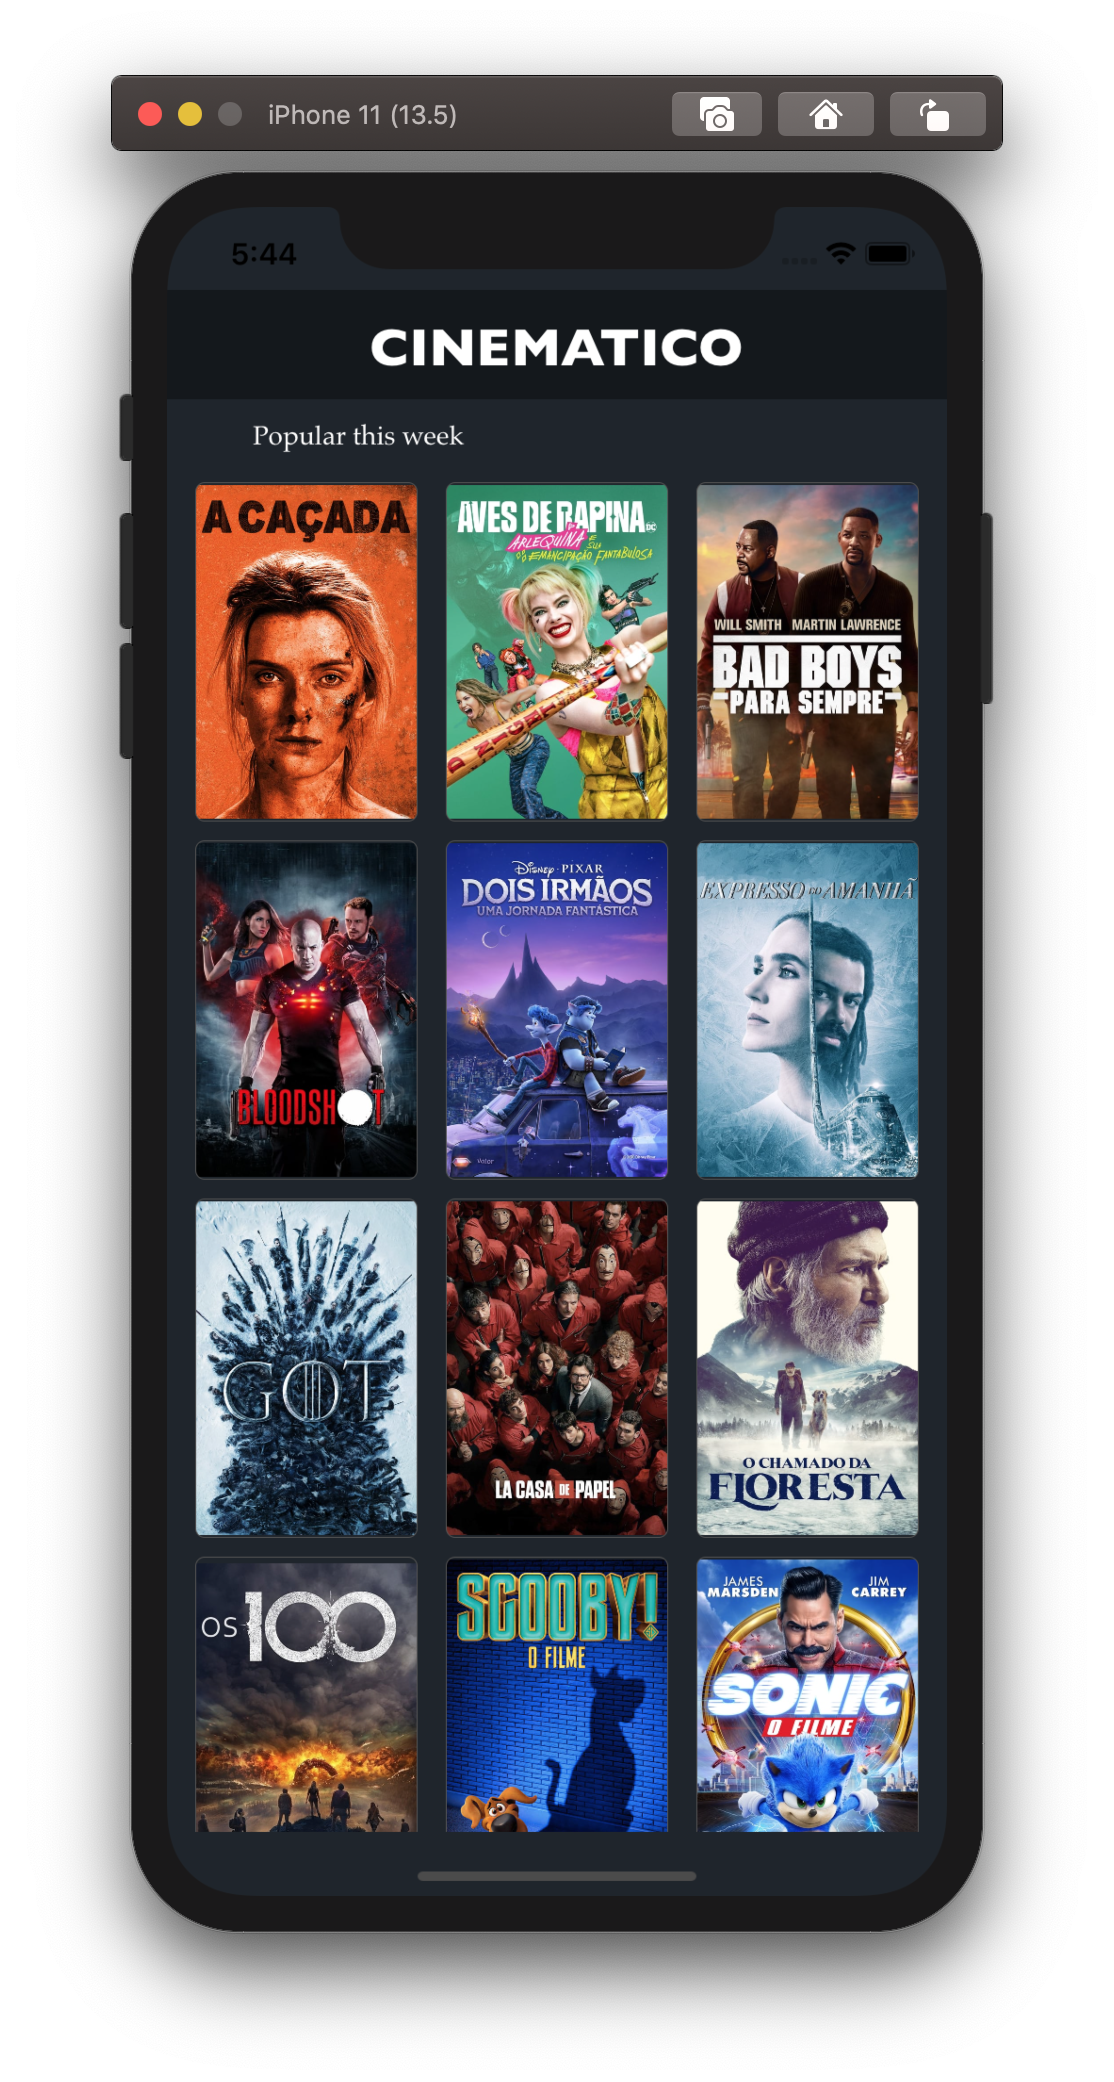 iPhone 11 (13.5)
5:44
CINEMATICO
Popular this week
A CAÇADA
AVES DE RAPINA
DC
ARLEQUINA E SUA
EMANCIPAÇÃO FANTABULOSA
WILL SMITH MARTIN LAWRENCE
BAD BOYS
PARA SEMPRE
BLOODSHOT
Disney · PIXAR
DOIS IRMÃOS
UMA JORNADA FANTÁSTICA
EXPRESSO DO AMANHÃ
GOT
LA CASA DE PAPEL
O CHAMADO DA
FLORESTA
OS 100
SCOOBY!
O FILME
JAMES MARSDEN
JIM CARREY
SONIC
O FILME